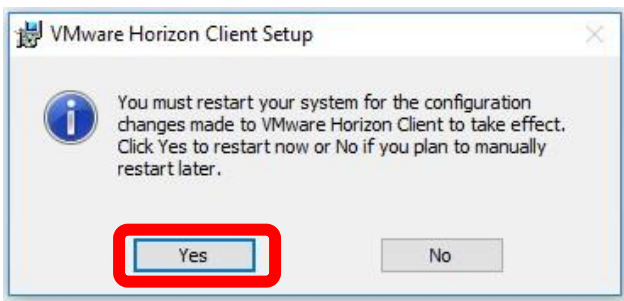 VMware Horizon Client Setup
You must restart your system for the configuration
changes made to VMware Horizon Client to take effect.
Click Yes to restart now or No if you plan to manually
restart later.
Yes
No